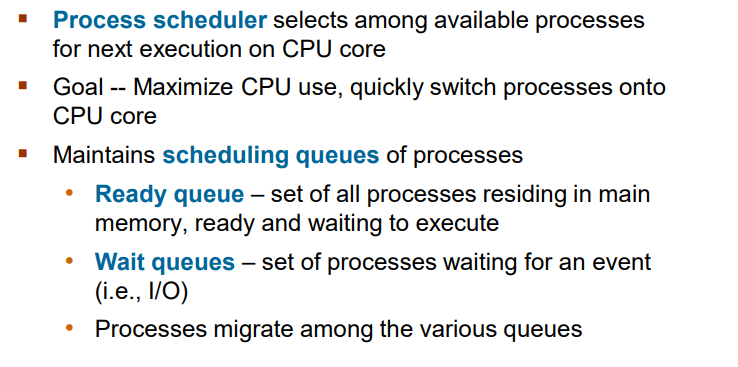 ▪ Process scheduler selects among available processes
for next execution on CPU core
▪ Goal -- Maximize CPU use, quickly switch processes onto
CPU core
▪ Maintains scheduling queues of processes
• Ready queue – set of all processes residing in main
memory, ready and waiting to execute
• Wait queues – set of processes waiting for an event
(i.e., I/O)
• Processes migrate among the various queues